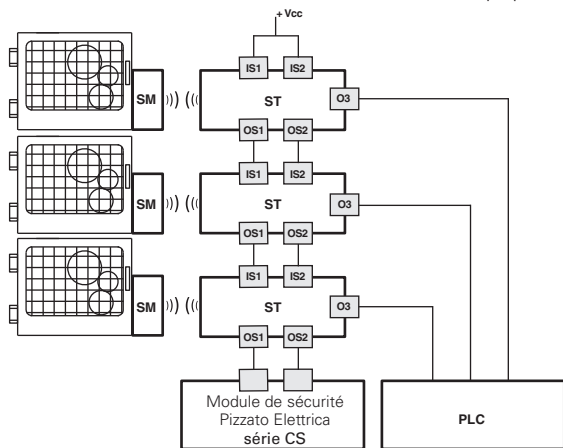 + Vcc
IS1 IS2
SM ST O3
OS1 OS2
IS1 IS2
SM ST O3
OS1 OS2
IS1 IS2
SM ST O3
OS1 OS2
Module de sécurité
Pizzato Elettrica
série CS
PLC